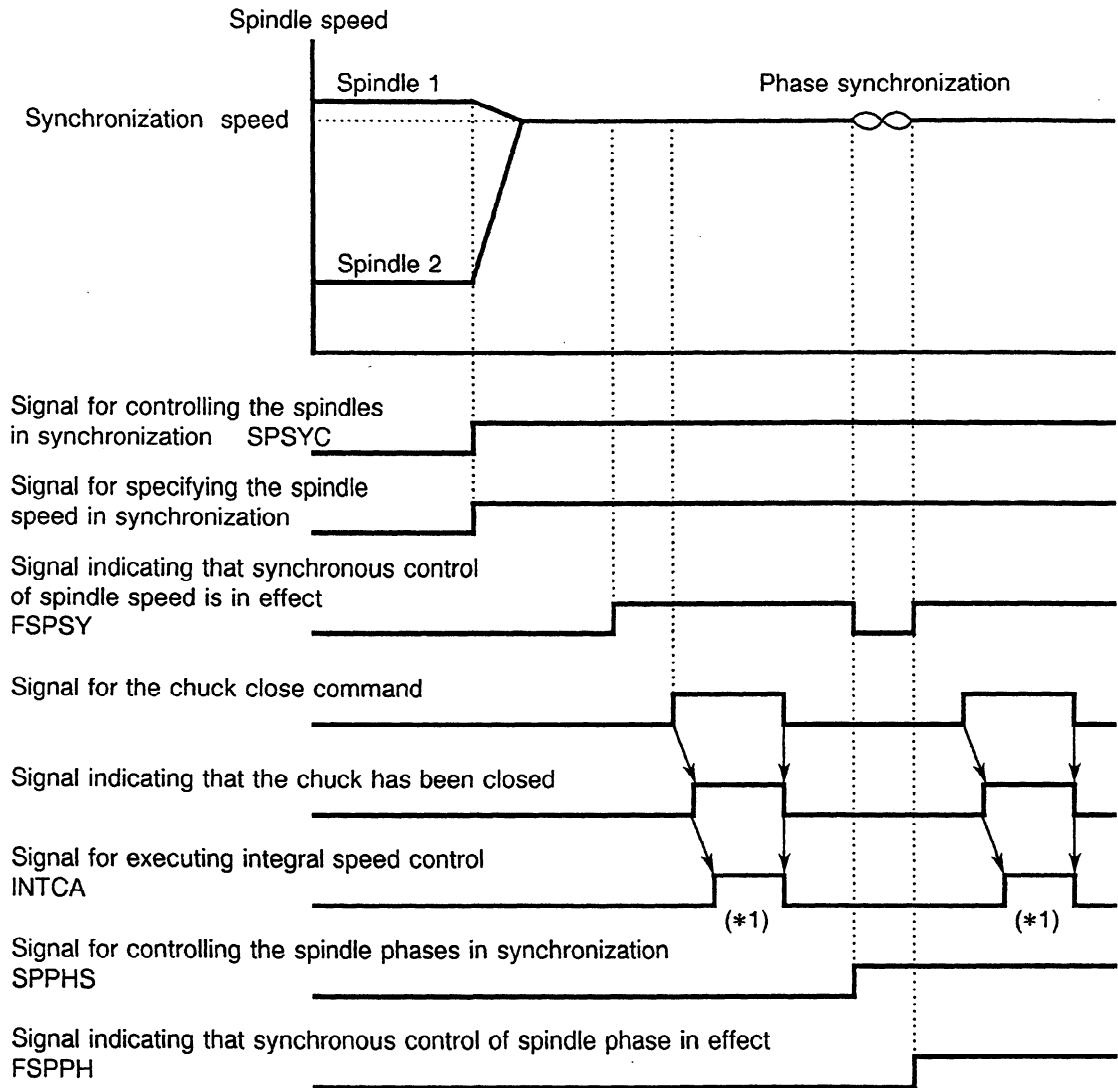 Spindle speed
Spindle 1
Phase synchronization
Synchronization speed
Spindle 2
Signal for controlling the spindles
in synchronization SPSYC
Signal for specifying the spindle
speed in synchronization
Signal indicating that synchronous control
of spindle speed is in effect
FSPSY
Signal for the chuck close command
Signal indicating that the chuck has been closed
Signal for executing integral speed control
INTCA
(*1)
(*1)
Signal for controlling the spindle phases in synchronization
SPPHS
Signal indicating that synchronous control of spindle phase in effect
FSPPH